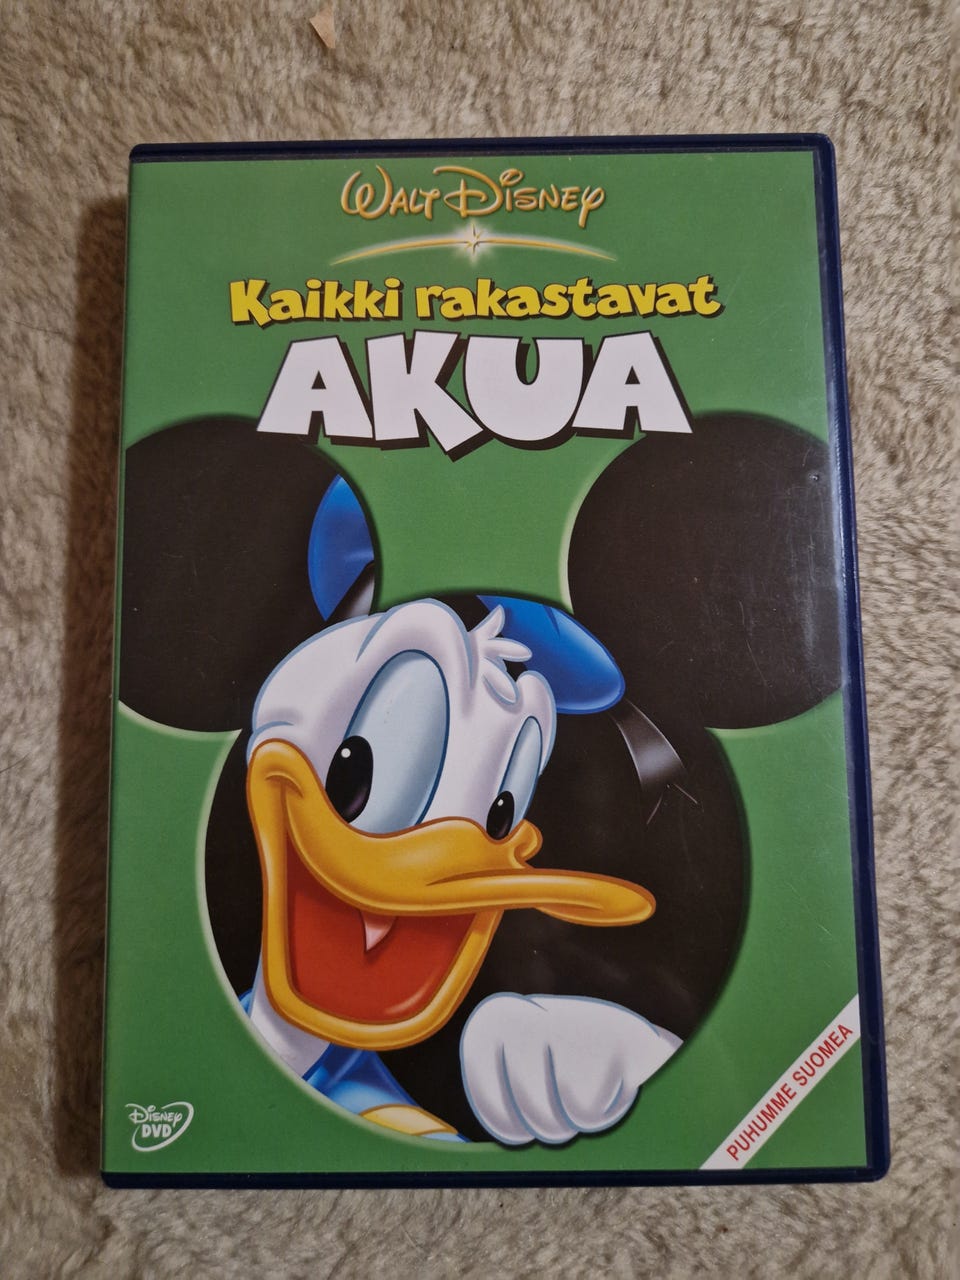 WALT DISNEY
Kaikki rakastavat
AKUA
DISNEY
DVD
PUHUMME SUOMEA